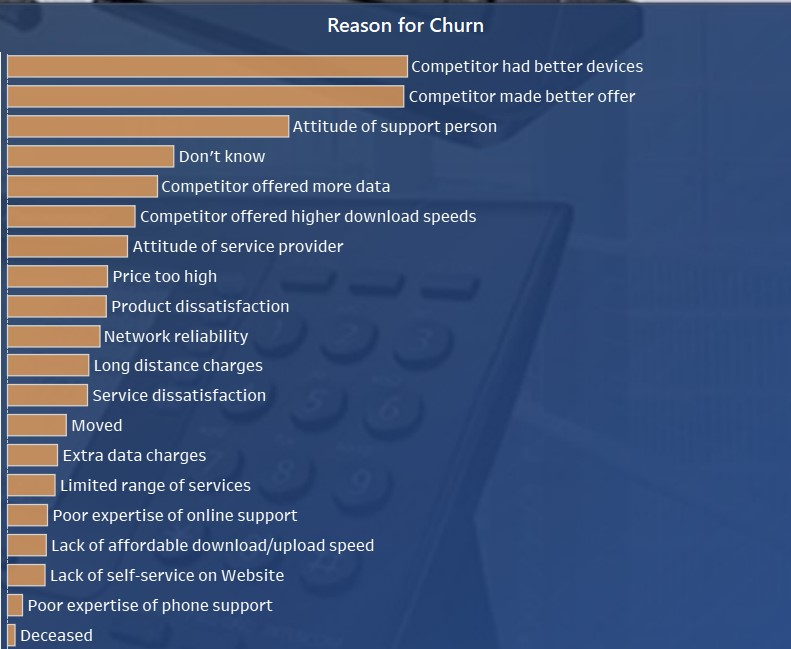 Reason for Churn
Competitor had better devices
Competitor made better offer
Attitude of support person
Don’t know
Competitor offered more data
Competitor offered higher download speeds
Attitude of service provider
Price too high
Product dissatisfaction
Network reliability
Long distance charges
Service dissatisfaction
Moved
Extra data charges
Limited range of services
Poor expertise of online support
Lack of affordable download/upload speed
Lack of self-service on Website
Poor expertise of phone support
Deceased